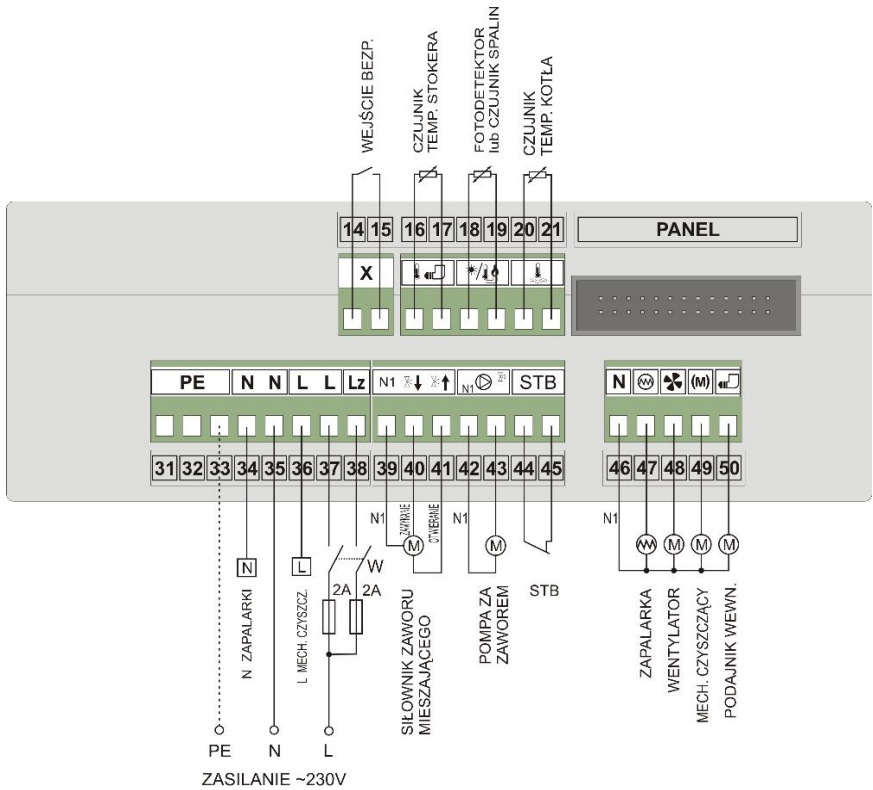 WEJŚCIE BEZP.
CZUJNIK
TEMP. STOKERA
FOTODETEKTOR
lub CZUJNIK SPALIN
CZUJNIK
TEMP. KOTŁA
14 15 16 17 18 19 20 21 PANEL
X
PE N N L L Lz N1 N1 STB N (M)
31 32 33 34 35 36 37 38 39 40 41 42 43 44 45 46 47 48 49 50
N1 ZAMYKANE OTWIERANE N1 N1
N L M M M M M
W
2A 2A
STB
N ZAPALARKI
L MECH. CZYSZCZ.
SIŁOWNIK ZAWORU
MIESZAJĄCEGO
POMPA ZA
ZAWOREM
ZAPALARKA
WENTYLATOR
MECH. CZYSZCZĄCY
PODAJNIK WEWN.
PE N L
ZASILANIE ~230V